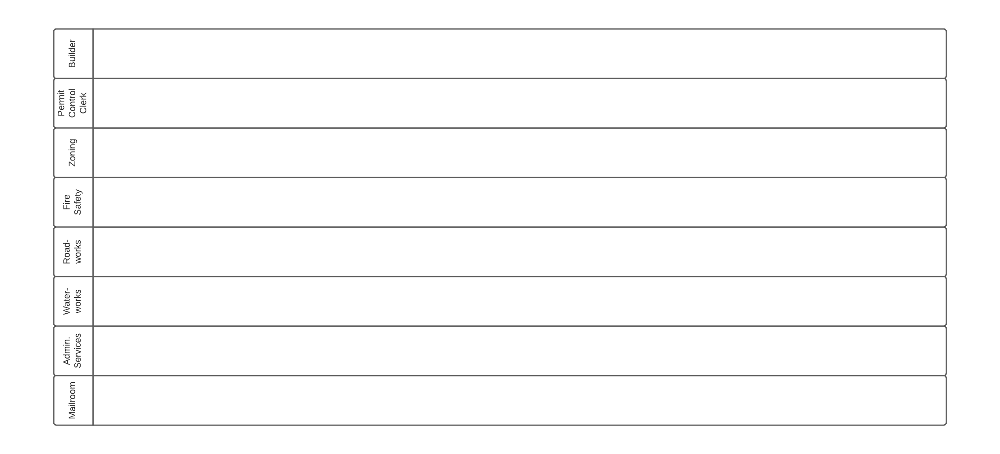 Builder
Permit
Control
Clerk
Zoning
Fire
Safety
Road-
works
Water-
works
Admin.
Services
Mailroom